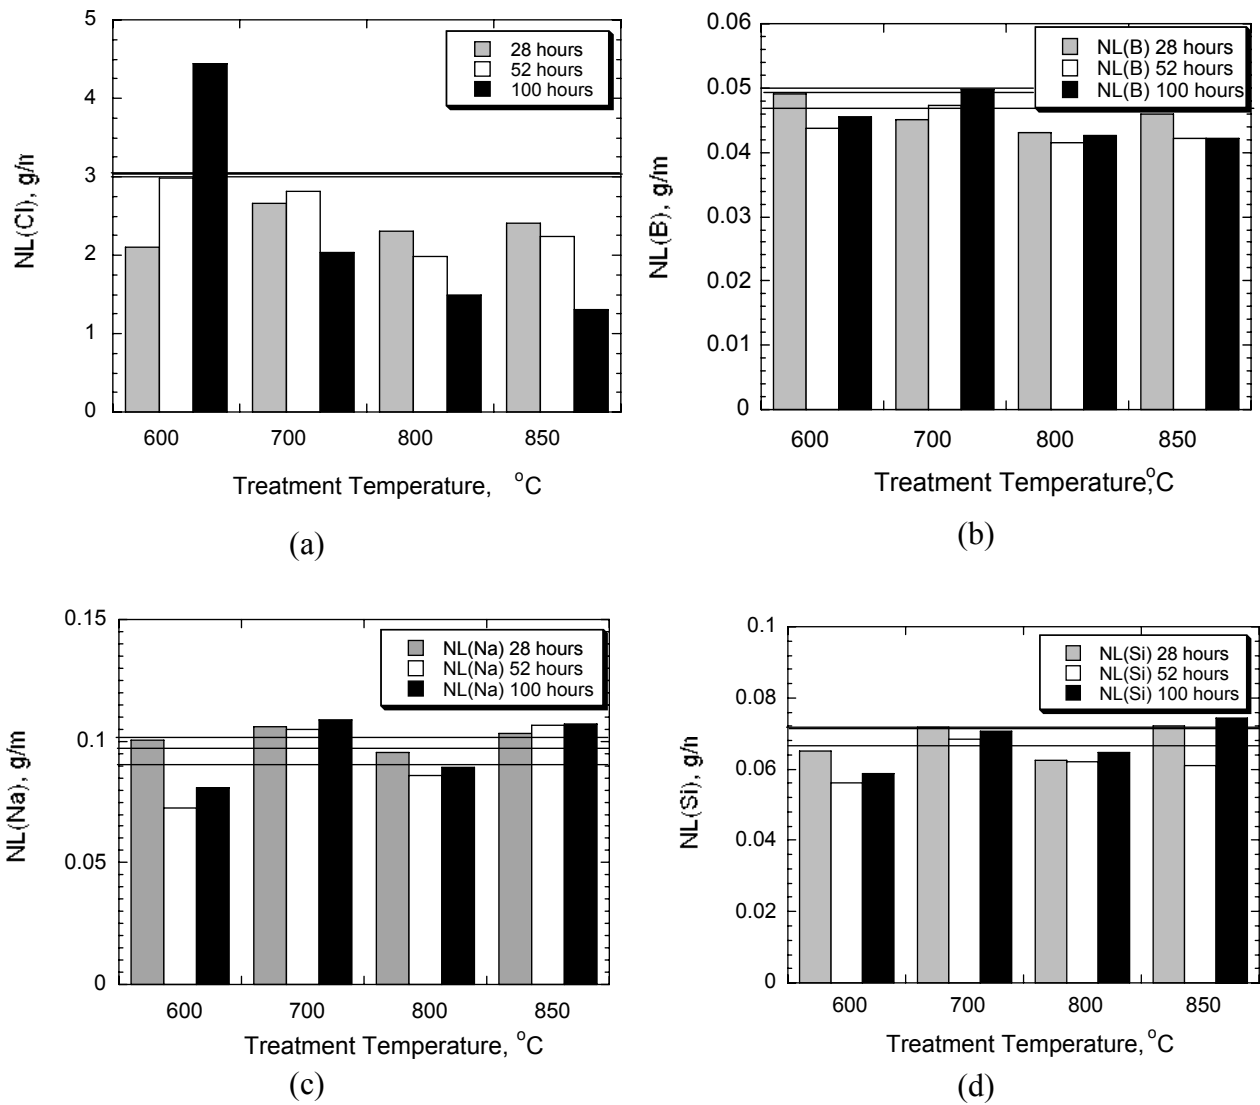 5
4
3
2
1
0
NL(Cl), g/m
28 hours
52 hours
100 hours
600 700 800 850
Treatment Temperature, °C
(a)
0.06
0.05
0.04
0.03
0.02
0.01
0
NL(B), g/m
NL(B) 28 hours
NL(B) 52 hours
NL(B) 100 hours
600 700 800 850
Treatment Temperature,°C
(b)
0.15
0.1
0.05
0
NL(Na), g/m
NL(Na) 28 hours
NL(Na) 52 hours
NL(Na) 100 hours
600 700 800 850
Treatment Temperature, °C
(c)
0.1
0.08
0.06
0.04
0.02
0
NL(Si), g/n
NL(Si) 28 hours
NL(Si) 52 hours
NL(Si) 100 hours
600 700 800 850
Treatment Temperature, °C
(d)